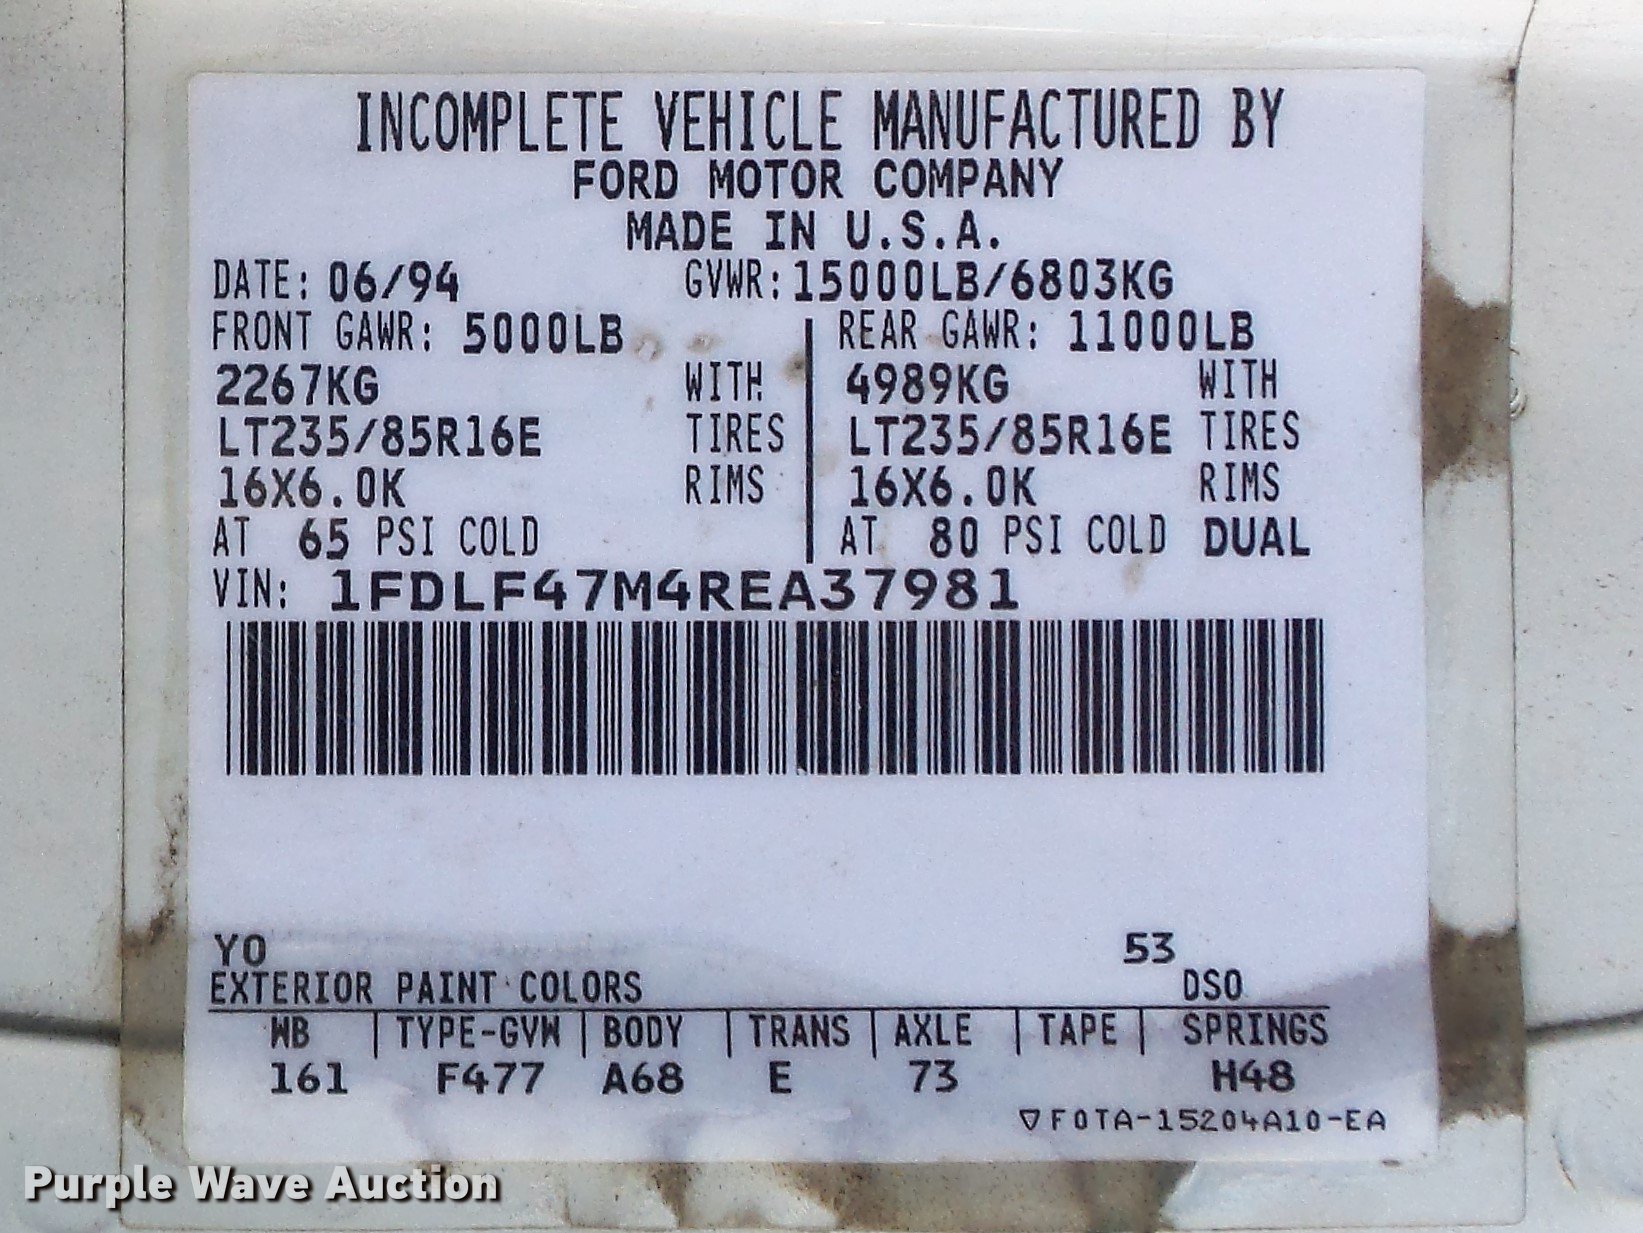 INCOMPLETE VEHICLE MANUFACTURED BY
FORD MOTOR COMPANY
MADE IN U.S.A.
DATE: 06/94 GVWR: 15000LB/6803KG
FRONT GAWR: 5000LB REAR GAWR: 11000LB
2267KG WITH 4989KG WITH
LT235/85R16E TIRES LT235/85R16E TIRES
16X6.0K RIMS 16X6.0K RIMS
AT 65 PSI COLD AT 80 PSI COLD DUAL
VIN: 1FDLF47M4REA37981
YO 53
EXTERIOR PAINT COLORS DSO
WB | TYPE-GVW | BODY | TRANS | AXLE | TAPE | SPRINGS
161 F477 A68 E 73 H48
▽F0TA-15204A10-EA
Purple Wave Auction